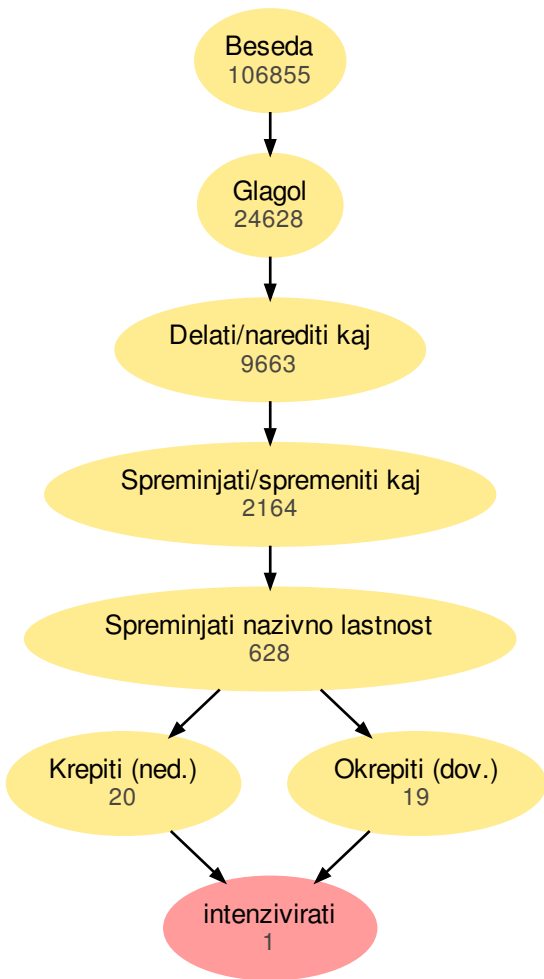 Beseda
106855
Glagol
24628
Delati/narediti kaj
9663
Spreminjati/spremeniti kaj
2164
Spreminjati nazivno lastnost
628
Krepiti (ned.)
20
Okrepiti (dov.)
19
intenzivirati
1